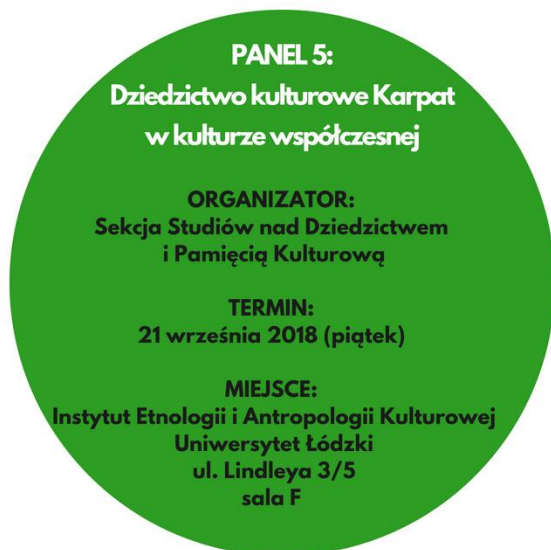 PANEL 5:
Dziedzictwo kulturowe Karpat
w kulturze współczesnej
ORGANIZATOR:
Sekcja Studiów nad Dziedzictwem
i Pamięcią Kulturową
TERMIN:
21 września 2018 (piątek)
MIEJSCE:
Instytut Etnologii i Antropologii Kulturowej
Uniwersytet Łódzki
ul. Lindleya 3/5
sala F